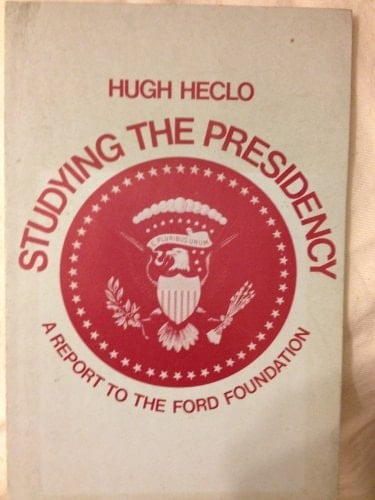 HUGH HECLO
STUDYING THE PRESIDENCY
E PLURIBUS UNUM
A REPORT TO THE FORD FOUNDATION